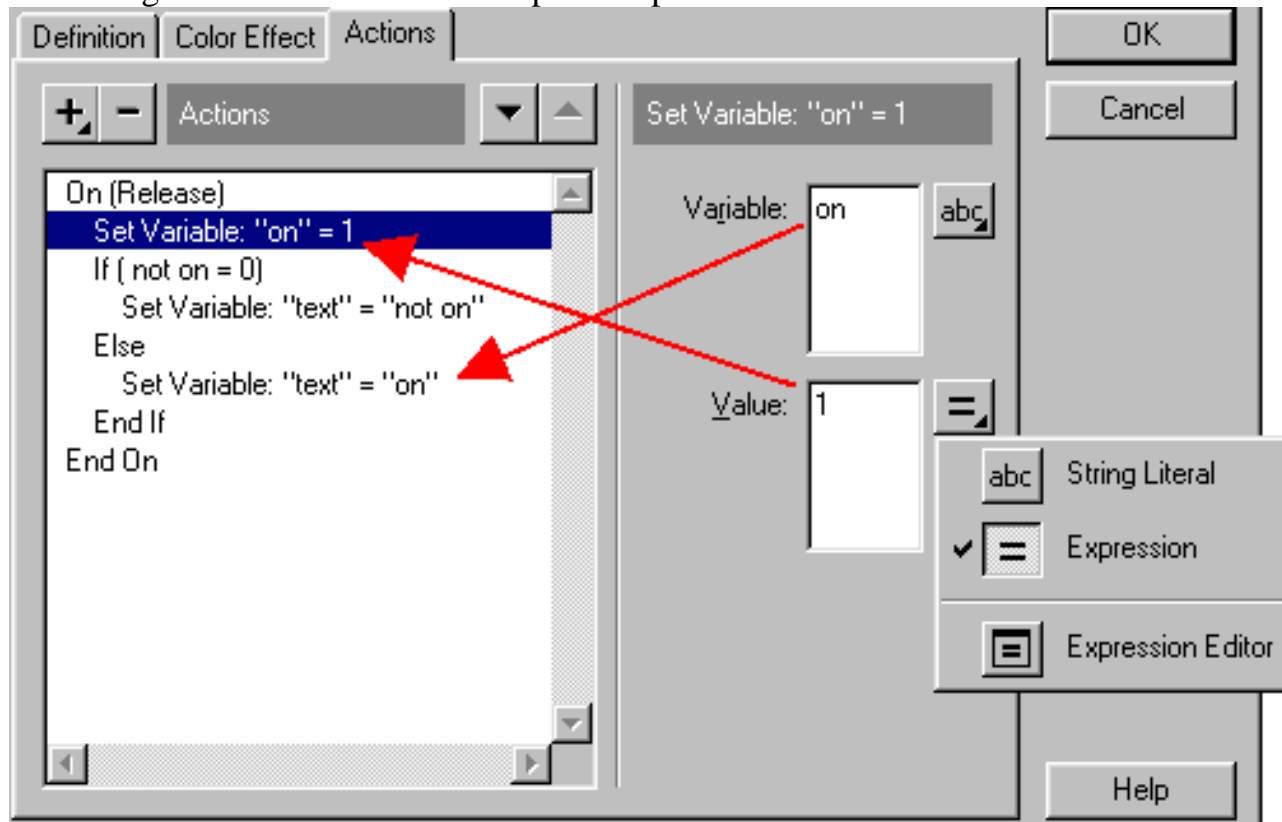 Definition Color Effect Actions
OK
Cancel
Actions
Set Variable: "on" = 1
On (Release)
Set Variable: "on" = 1
If ( not on = 0)
Set Variable: "text" = "not on"
Else
Set Variable: "text" = "on"
End If
End On
Variable: on abc
Value: 1 =
abc String Literal
= Expression
= Expression Editor
Help